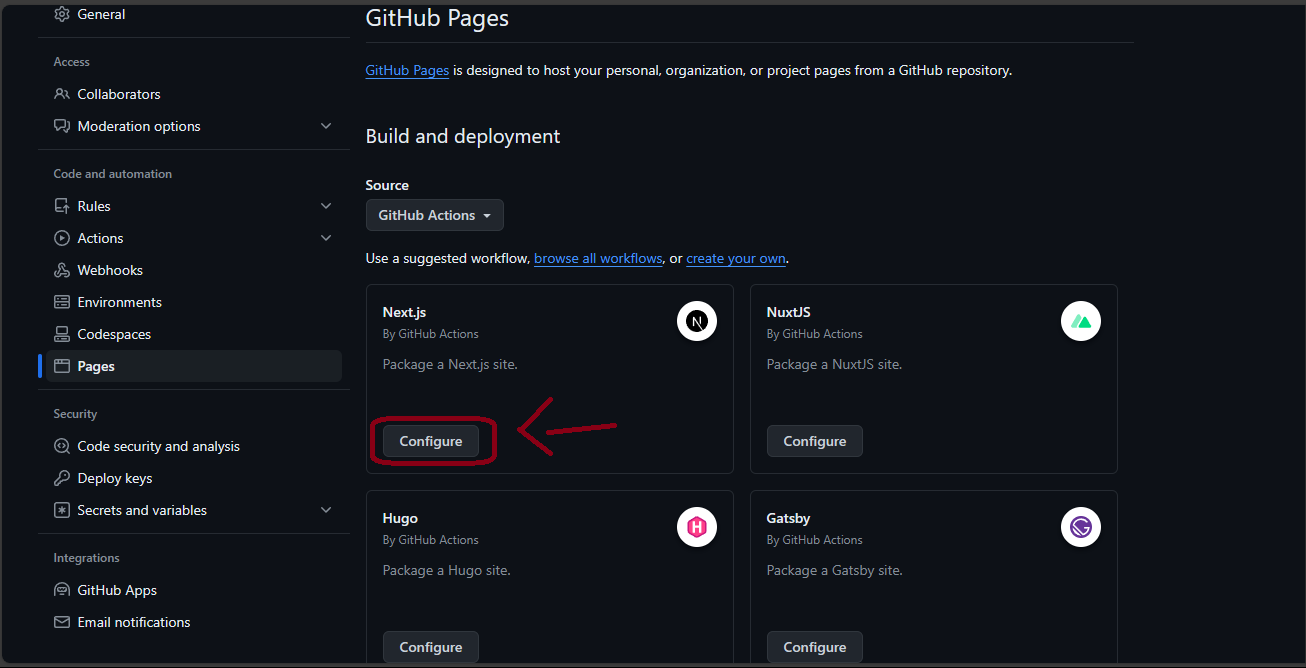 General
Access
Collaborators
Moderation options
Code and automation
Rules
Actions
Webhooks
Environments
Codespaces
Pages
Security
Code security and analysis
Deploy keys
Secrets and variables
Integrations
GitHub Apps
Email notifications
GitHub Pages
GitHub Pages is designed to host your personal, organization, or project pages from a GitHub repository.
Build and deployment
Source
GitHub Actions
Use a suggested workflow, browse all workflows, or create your own.
Next.js
By GitHub Actions
Package a Next.js site.
Configure
NuxtJS
By GitHub Actions
Package a NuxtJS site.
Configure
Hugo
By GitHub Actions
Package a Hugo site.
Configure
Gatsby
By GitHub Actions
Package a Gatsby site.
Configure